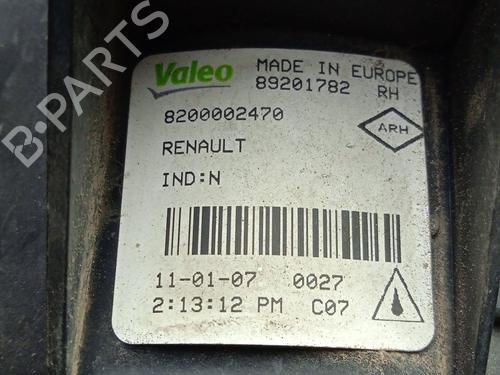 Valeo MADE IN EUROPE
89201782 RH
8200002470
ARH
RENAULT
IND:N
11-01-07 0027
2:13:12 PM C07
B-PARTS